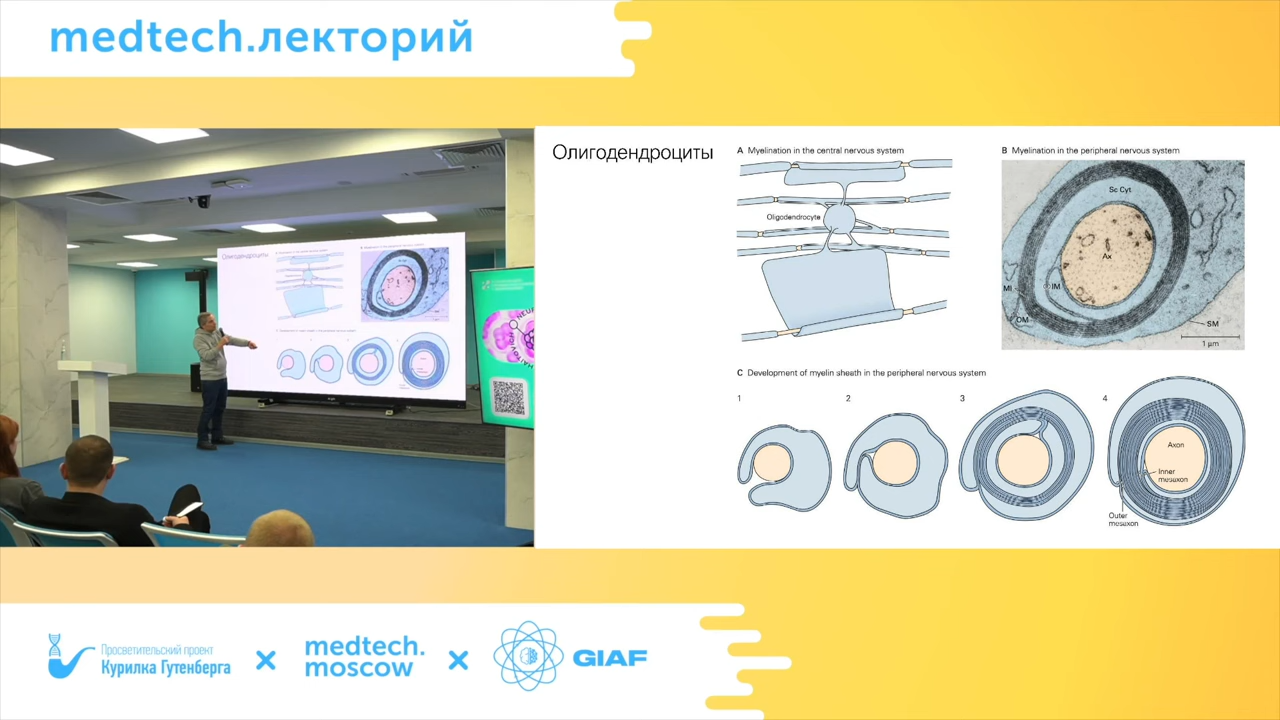 medtech.лекторий
Олигодендроциты
A Myelination in the central nervous system
Oligodendrocyte
B Myelination in the peripheral nervous system
Sc Cyt
Ax
MI
IM
OM
SM
1 µm
C Development of myelin sheath in the peripheral nervous system
1
2
3
4
Axon
Inner
mesaxon
Outer
mesaxon
Олигодендроциты
Просветительский проект
Курилка Гутенберга
×
medtech.
moscow
×
GIAF